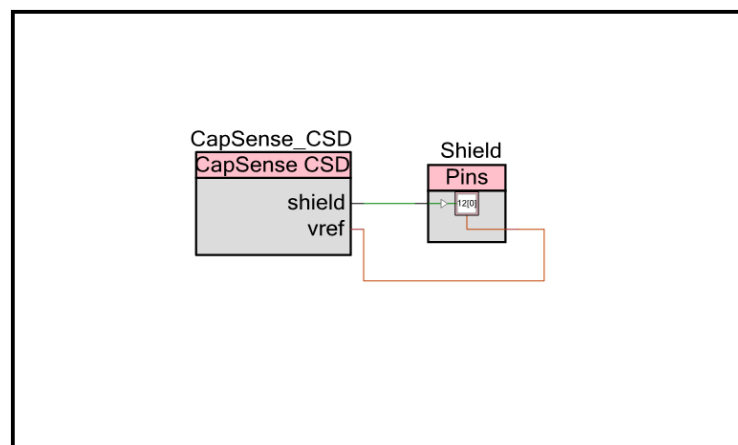 CapSense_CSD
CapSense CSD
shield
vref
Shield
Pins
12[0]